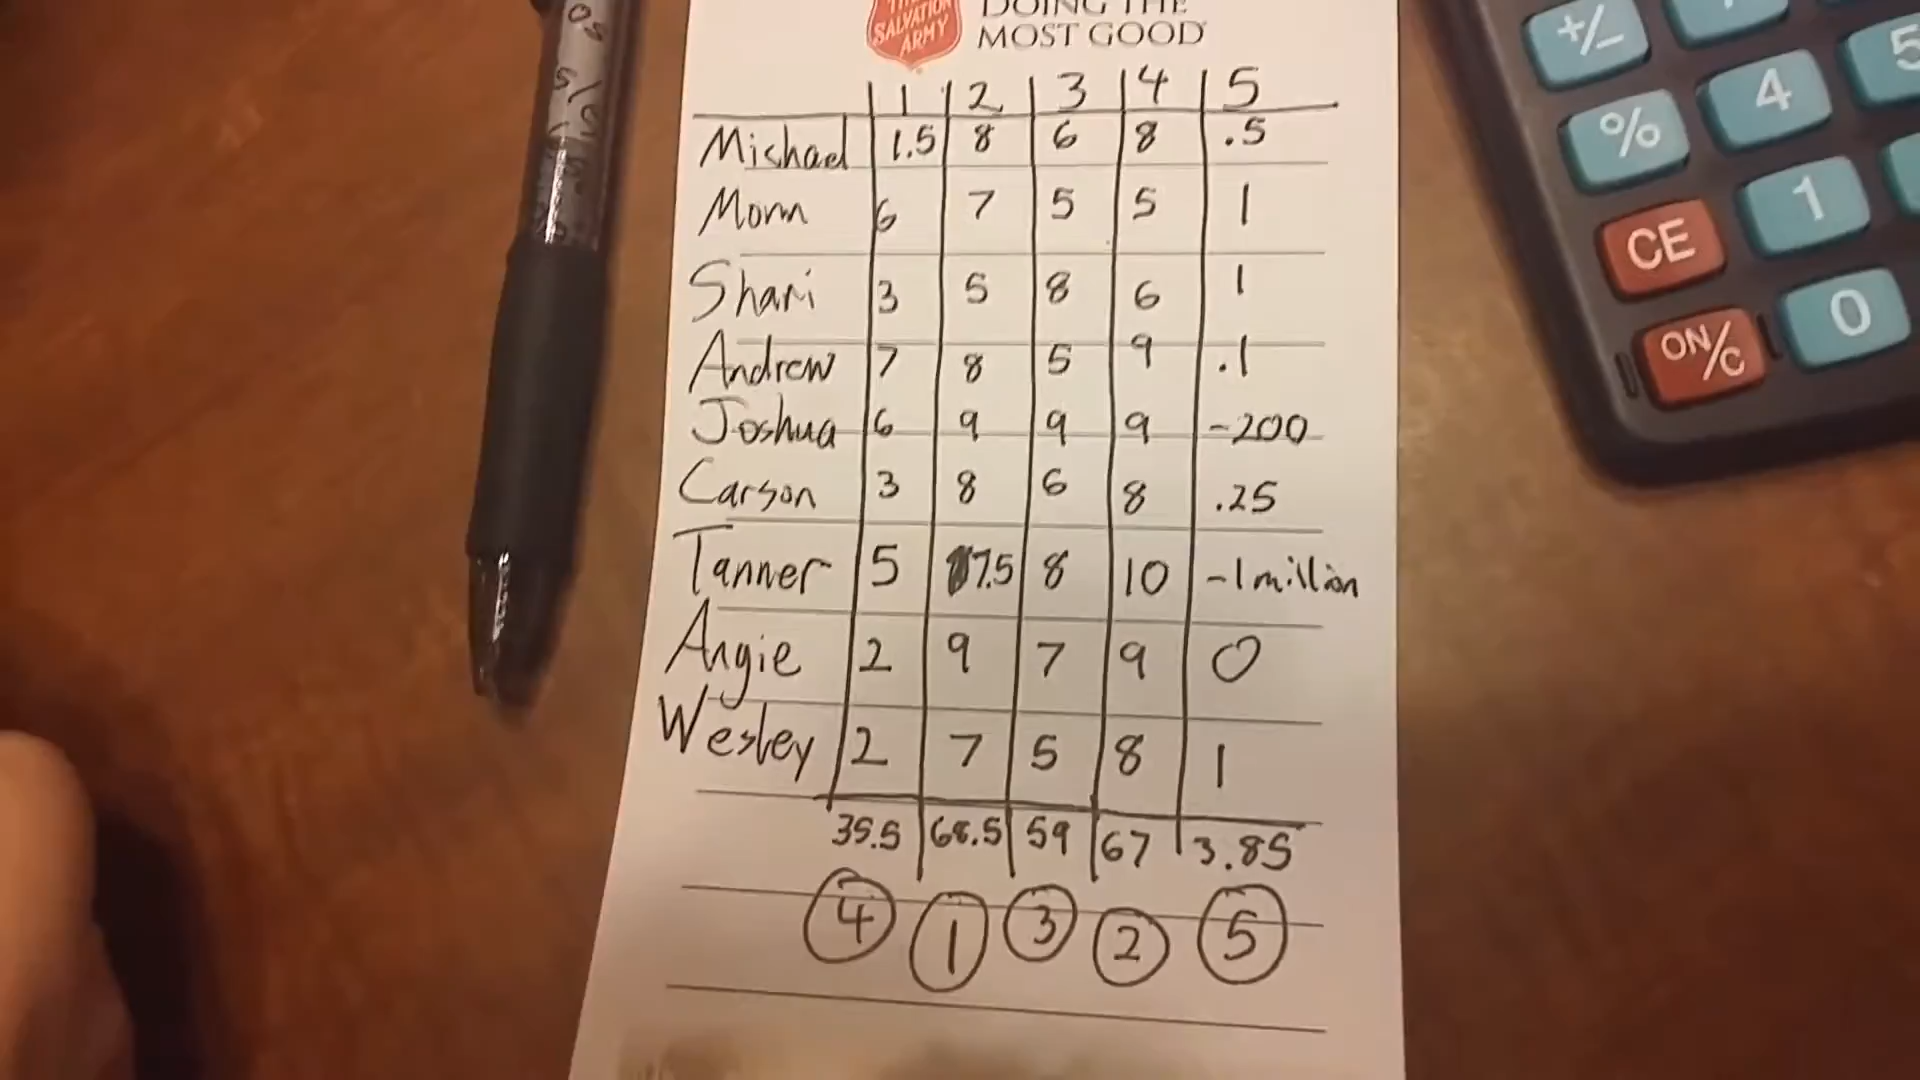 THE DOING THE
SALVATION MOST GOOD
ARMY
1 2 3 4 5
Michael 1.5 8 6 8 .5
Mom 6 7 5 5 1
Shari 3 5 8 6 1
Andrew 7 8 5 9 .1
Joshua 6 9 9 9 -200
Carson 3 8 6 8 .25
Tanner 5 7.5 8 10 -1 million
Angie 2 9 7 9 0
Wesley 2 7 5 8 1
35.5 68.5 59 67 3.85
4 1 3 2 5
+/- 4 5
% 1
CE 0
ON/C